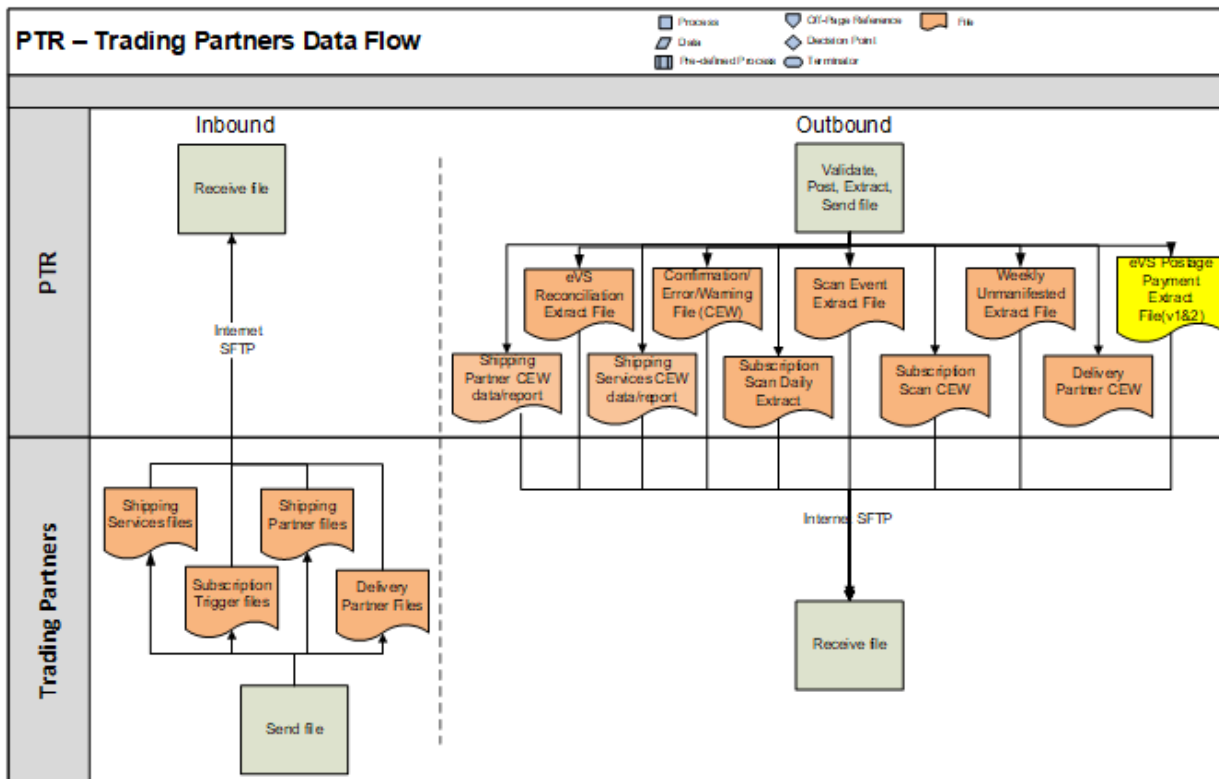 PTR – Trading Partners Data Flow
Process
Off-Page Reference
File
Data
Decision Point
Pre-defined Process
Terminator
Inbound
Outbound
PTR
Receive file
Validate,
Post, Extract,
Send file
eVS
Reconciliation
Extract File
Confirmation/
Error/Warning
File (CEW)
Scan Event
Extract File
Weekly
Unmanifested
Extract File
eVS Postage
Payment
Extract
File(v1&2)
Internet
SFTP
Shipping
Partner CEW
data/report
Shipping
Services CEW
data/report
Subscription
Scan Daily
Extract
Subscription
Scan CEW
Delivery
Partner CEW
Trading Partners
Shipping
Services files
Shipping
Partner files
Subscription
Trigger files
Delivery
Partner Files
Send file
Internet SFTP
Receive file